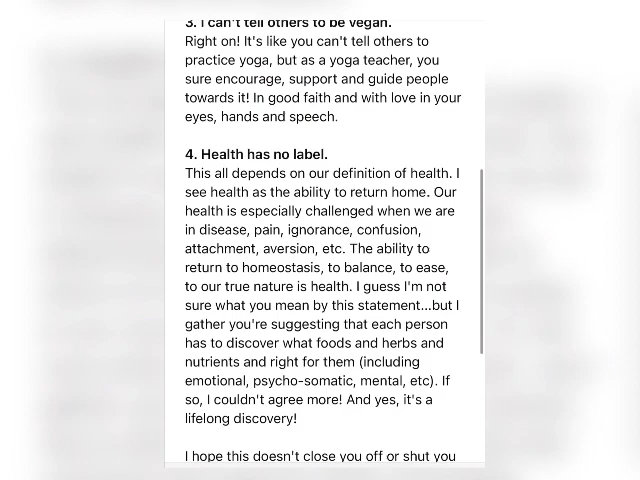 3. I can't tell others to be vegan.
Right on! It's like you can't tell others to
practice yoga, but as a yoga teacher, you
sure encourage, support and guide people
towards it! In good faith and with love in your
eyes, hands and speech.
4. Health has no label.
This all depends on our definition of health. I
see health as the ability to return home. Our
health is especially challenged when we are
in disease, pain, ignorance, confusion,
attachment, aversion, etc. The ability to
return to homeostasis, to balance, to ease,
to our true nature is health. I guess I'm not
sure what you mean by this statement...but I
gather you're suggesting that each person
has to discover what foods and herbs and
nutrients and right for them (including
emotional, psycho-somatic, mental, etc). If
so, I couldn't agree more! And yes, it's a
lifelong discovery!
I hope this doesn't close you off or shut you